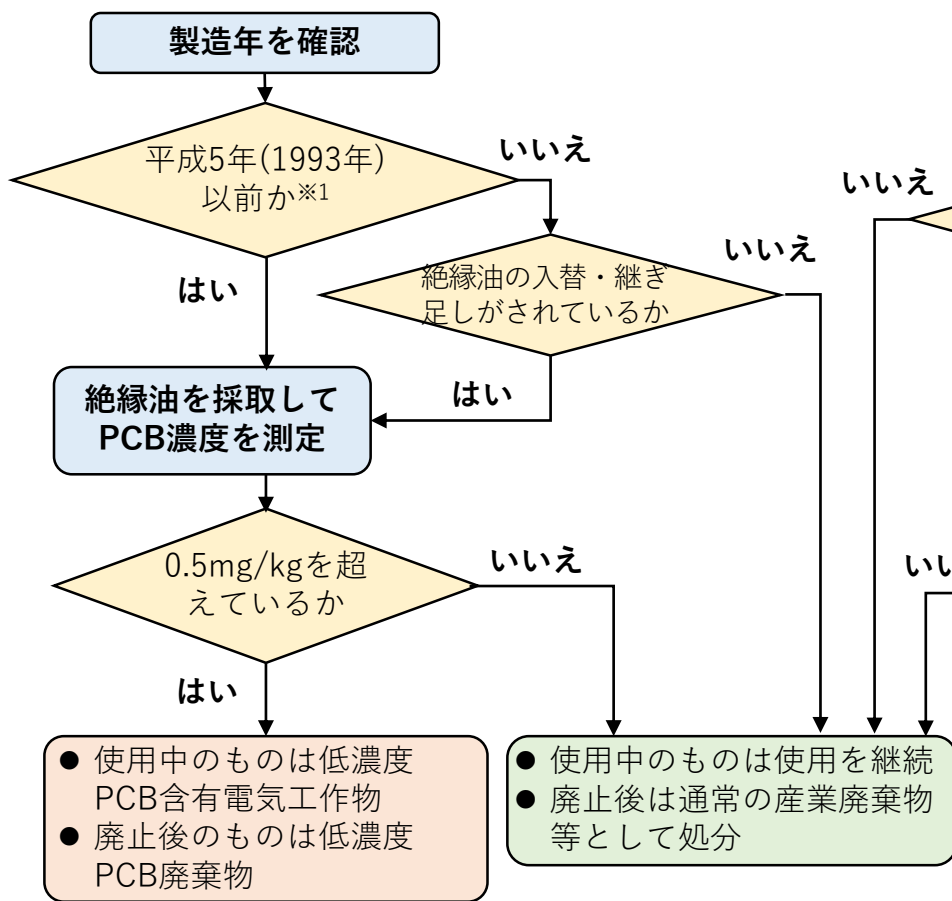 製造年を確認
平成5年(1993年)
以前か※1
いいえ
はい
絶縁油の入替・継ぎ
足しがされているか
いいえ
はい
いいえ
絶縁油を採取して
PCB濃度を測定
0.5mg/kgを超
えているか
いいえ
はい
いい
● 使用中のものは低濃度
PCB含有電気工作物
● 廃止後のものは低濃度
PCB廃棄物
● 使用中のものは使用を継続
● 廃止後は通常の産業廃棄物
等として処分